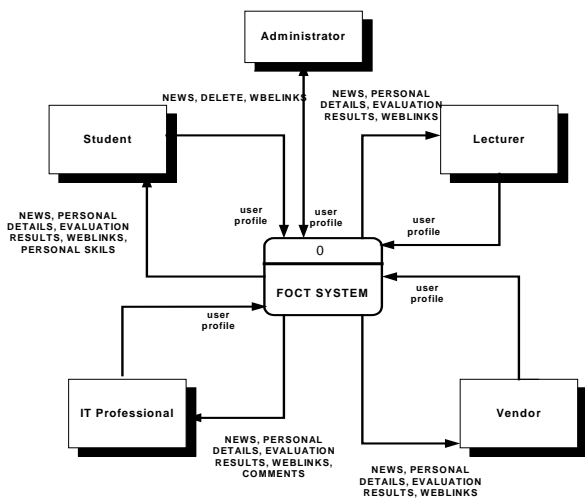 Administrator
NEWS, DELETE, WBELINKS
NEWS, PERSONAL
DETAILS, EVALUATION
RESULTS, WEBLINKS
Student
Lecturer
NEWS, PERSONAL
DETAILS, EVALUATION
RESULTS, WEBLINKS,
PERSONAL SKILS
user
profile
user
profile
user
profile
0
FOCT SYSTEM
user
profile
user
profile
IT Professional
Vendor
NEWS, PERSONAL
DETAILS, EVALUATION
RESULTS, WEBLINKS,
COMMENTS
NEWS, PERSONAL
DETAILS, EVALUATION
RESULTS, WEBLINKS